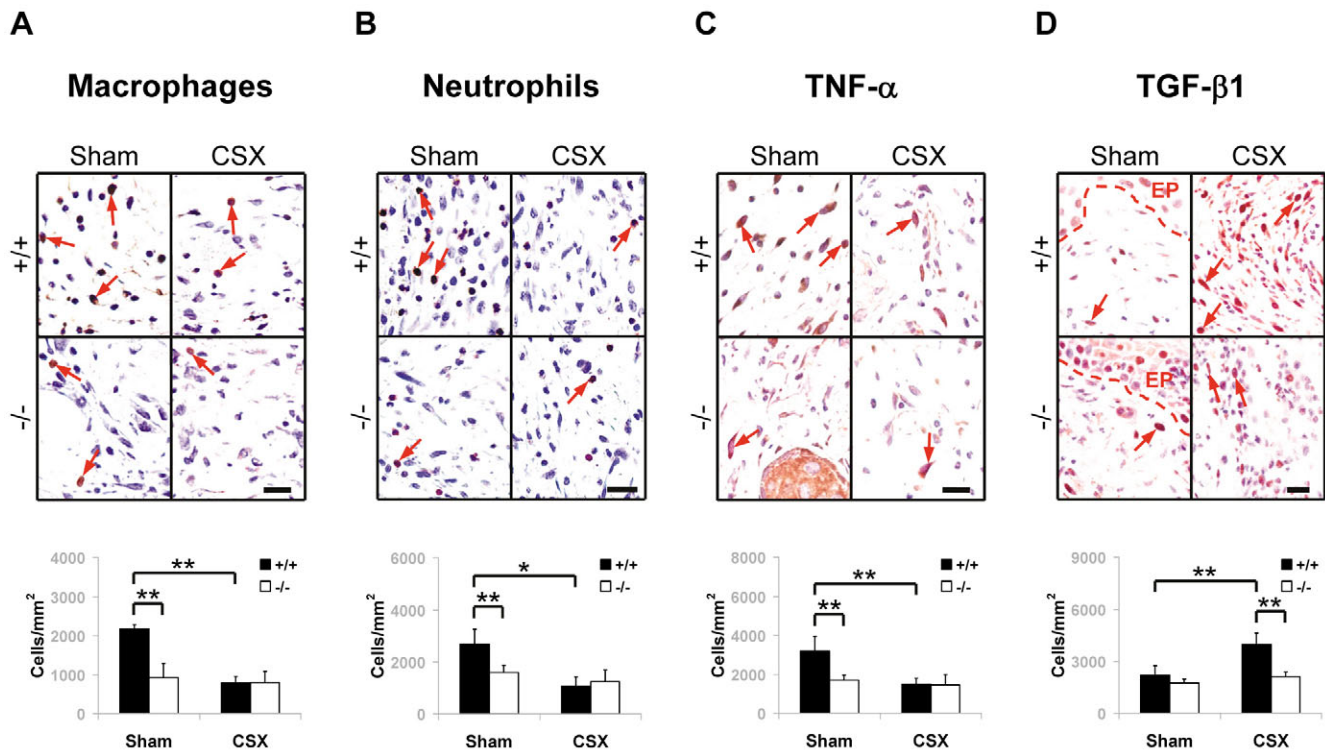 A
B
C
D
Macrophages
Neutrophils
TNF-α
TGF-β1
Sham CSX
Sham CSX
Sham CSX
Sham CSX
+/+
+/+
+/+
+/+
EP
-/-
-/-
-/-
-/-
EP
4000
3000
2000
1000
0
Cells/mm²
**
**
+/+
-/-
Sham CSX
6000
4000
2000
0
Cells/mm²
*
**
+/+
-/-
Sham CSX
8000
6000
4000
2000
0
Cells/mm²
**
**
+/+
-/-
Sham CSX
9000
6000
3000
0
Cells/mm²
**
**
+/+
-/-
Sham CSX